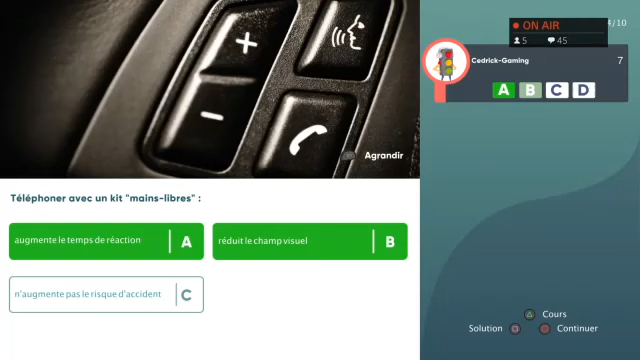 ON AIR
4/10
5 45
Cedrick-Gaming 7
A B C D
+
-
Agrandir
Téléphoner avec un kit "mains-libres" :
augmente le temps de réaction A
réduit le champ visuel B
n'augmente pas le risque d'accident C
Cours
Solution Continuer